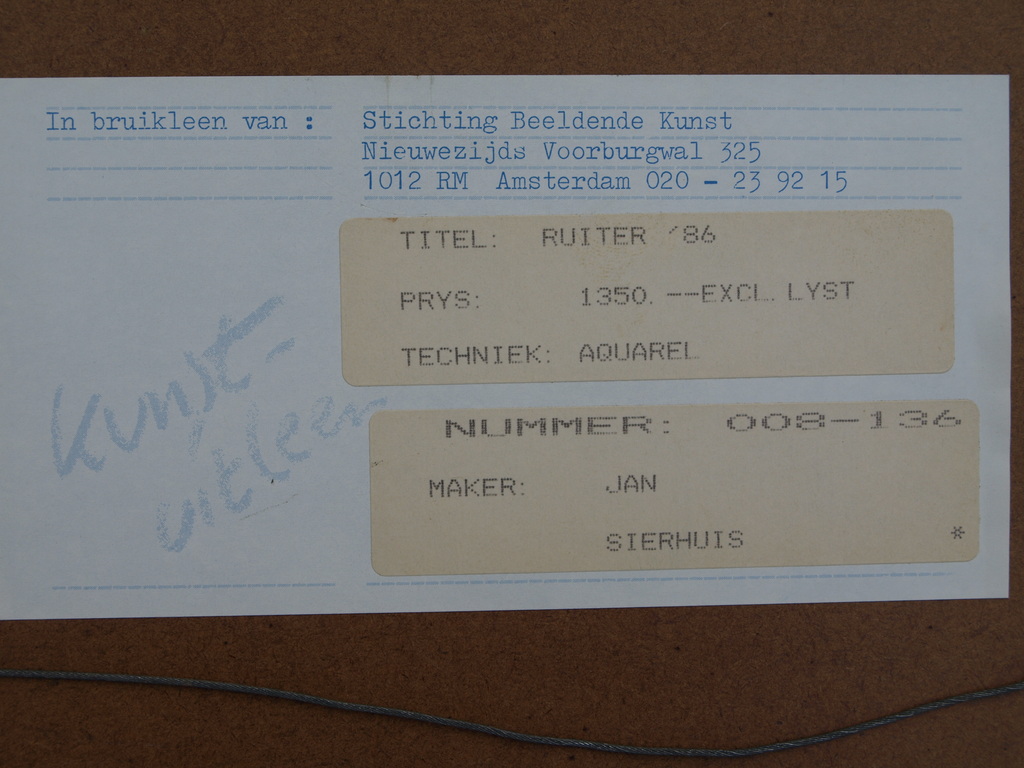 In bruikleen van : Stichting Beeldende Kunst
Nieuwezijds Voorburgwal 325
1012 RM Amsterdam 020 - 23 92 15
TITEL: RUITER '86
PRYS: 1350.--EXCL. LYST
TECHNIEK: AQUAREL
Kunst-
uitleen
NUMMER: 008-136
MAKER: JAN
SIERHUIS *